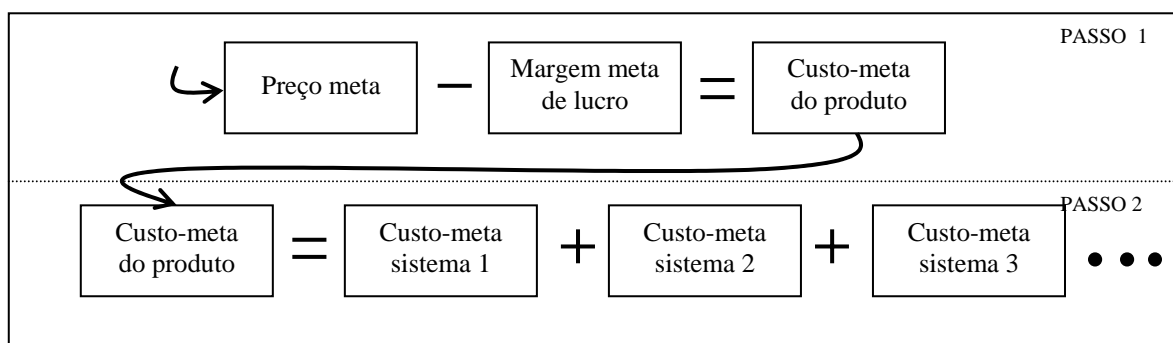 PASSO 1
Preço meta
–
Margem meta
de lucro
=
Custo-meta
do produto
PASSO 2
Custo-meta
do produto
=
Custo-meta
sistema 1
+
Custo-meta
sistema 2
+
Custo-meta
sistema 3
• • •